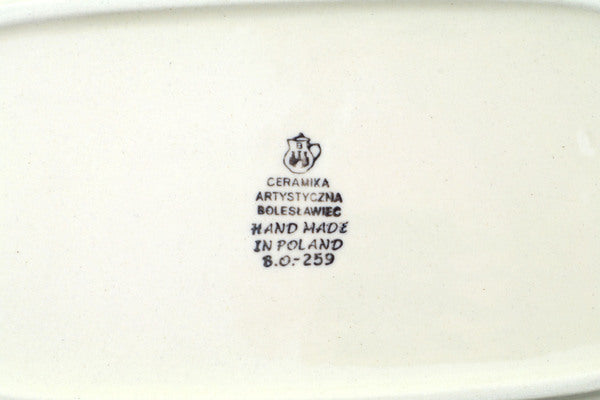 CERAMIKA
ARTYSTYCZNA
BOLESŁAWIEC
HAND MADE
IN POLAND
B.O.-259